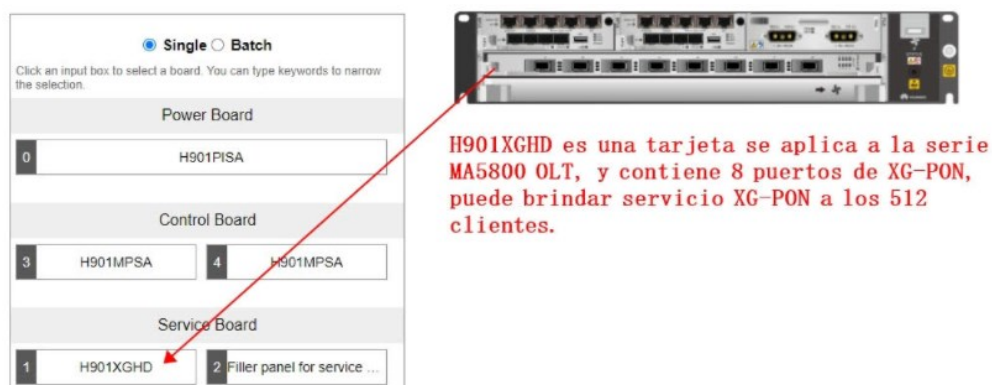 Single Batch
Click an input box to select a board. You can type keywords to narrow
the selection.
Power Board
0 H901PISA
Control Board
3 H901MPSA 4 H901MPSA
Service Board
1 H901XGHD 2 Filler panel for service ...
H901XGHD es una tarjeta se aplica a la serie
MA5800 OLT, y contiene 8 puertos de XG-PON,
puede brindar servicio XG-PON a los 512
clientes.